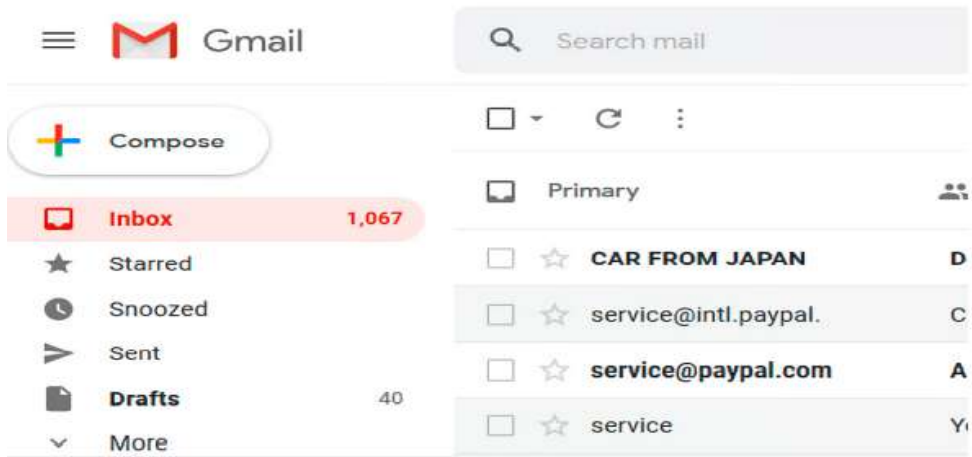 Gmail
Search mail
Compose
Primary
Inbox 1,067
Starred
Snoozed
Sent
Drafts 40
More
CAR FROM JAPAN D
service@intl.paypal. C
service@paypal.com A
service Y